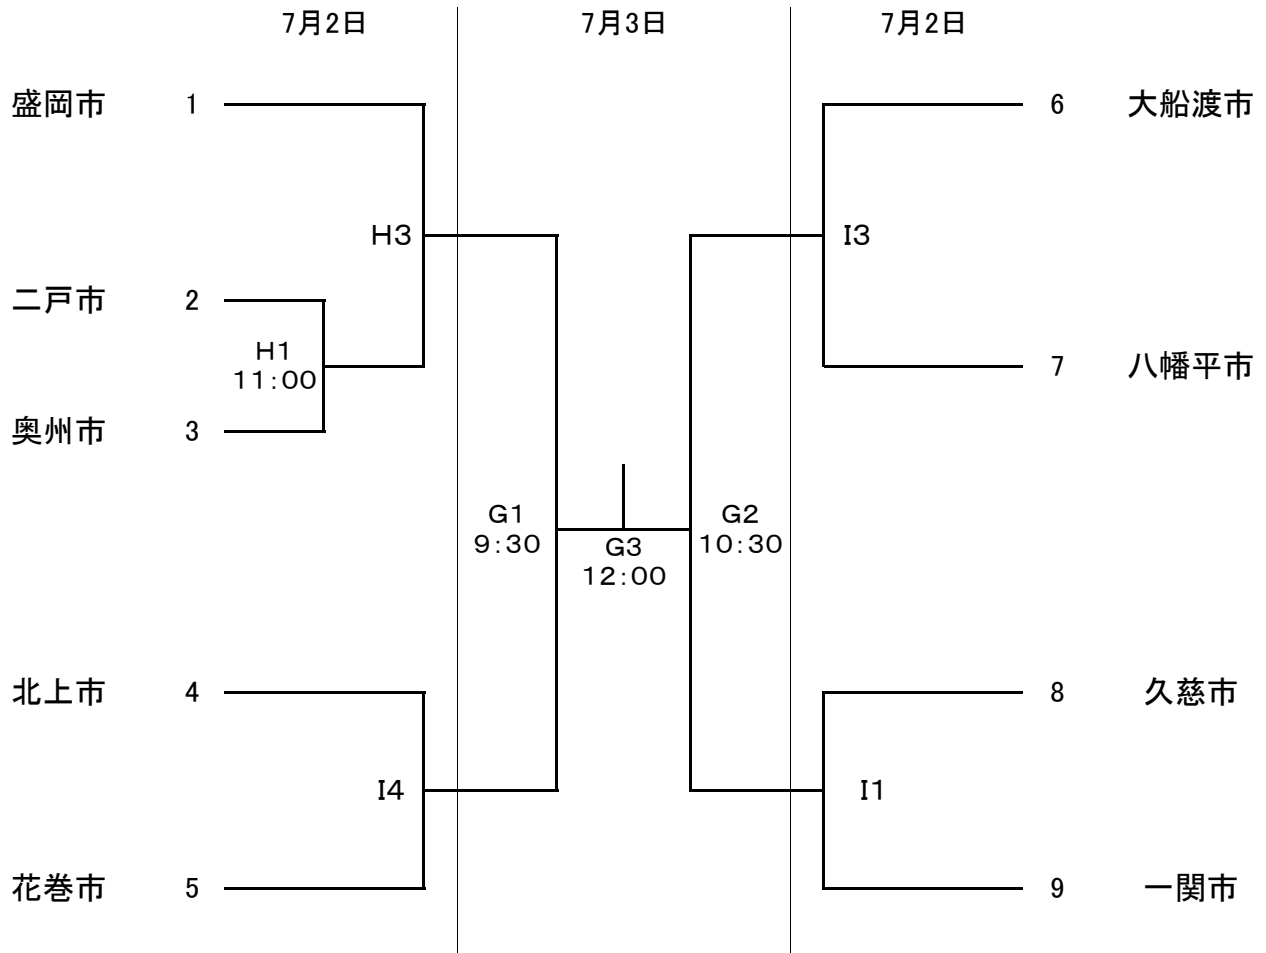 7月2日 7月3日 7月2日
盛岡市 1 6 大船渡市
H3 I3
二戸市 2
H1
11:00
7 八幡平市
奥州市 3
G1 G2
9:30 10:30
G3
12:00
北上市 4 8 久慈市
I4 I1
花巻市 5 9 一関市